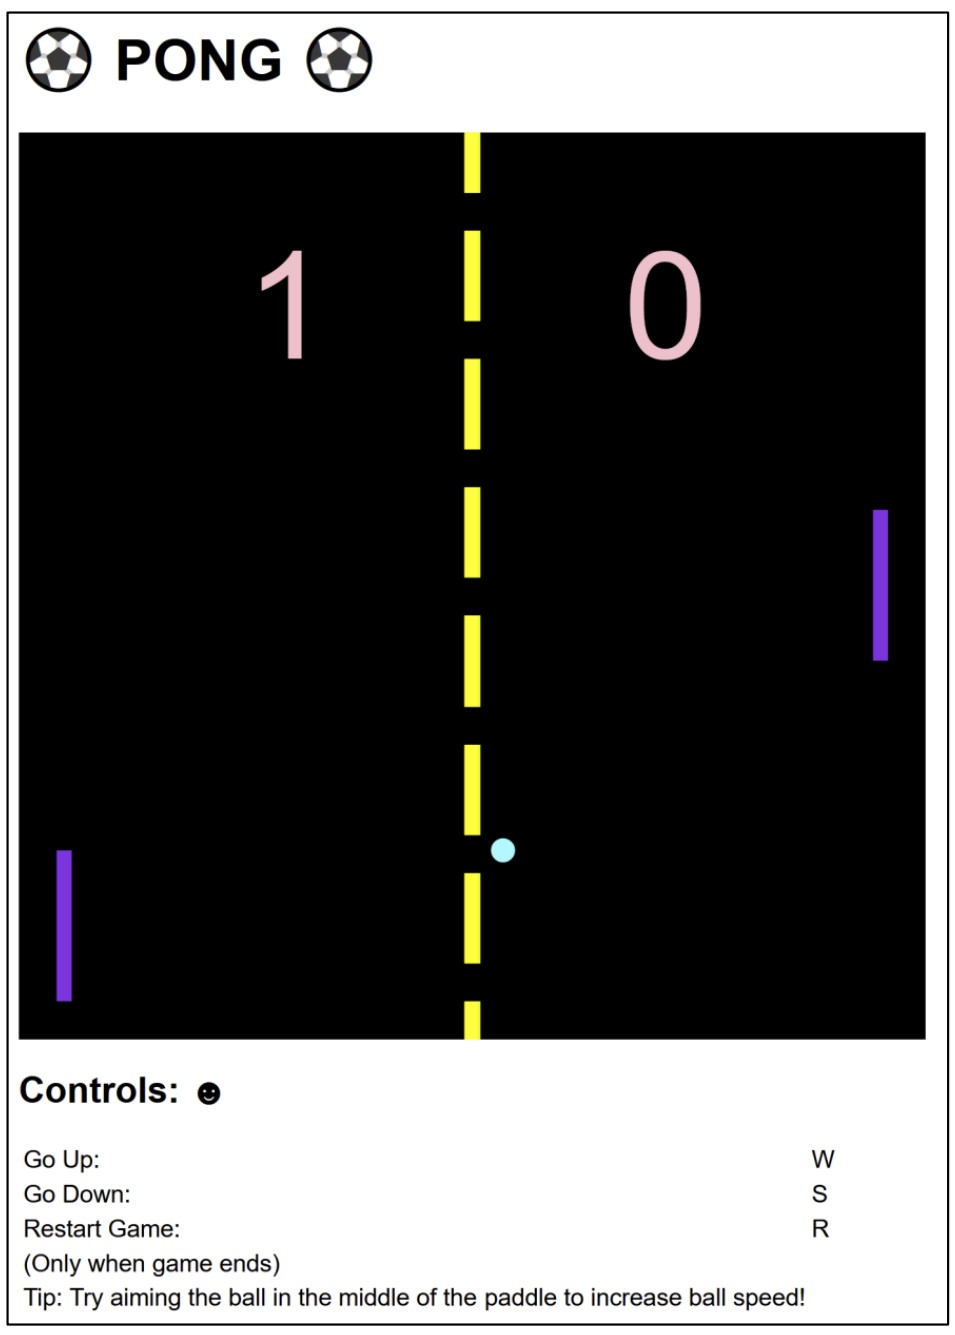 ⚽ PONG ⚽
1 0
Controls: ☻
Go Up: W
Go Down: S
Restart Game: R
(Only when game ends)
Tip: Try aiming the ball in the middle of the paddle to increase ball speed!